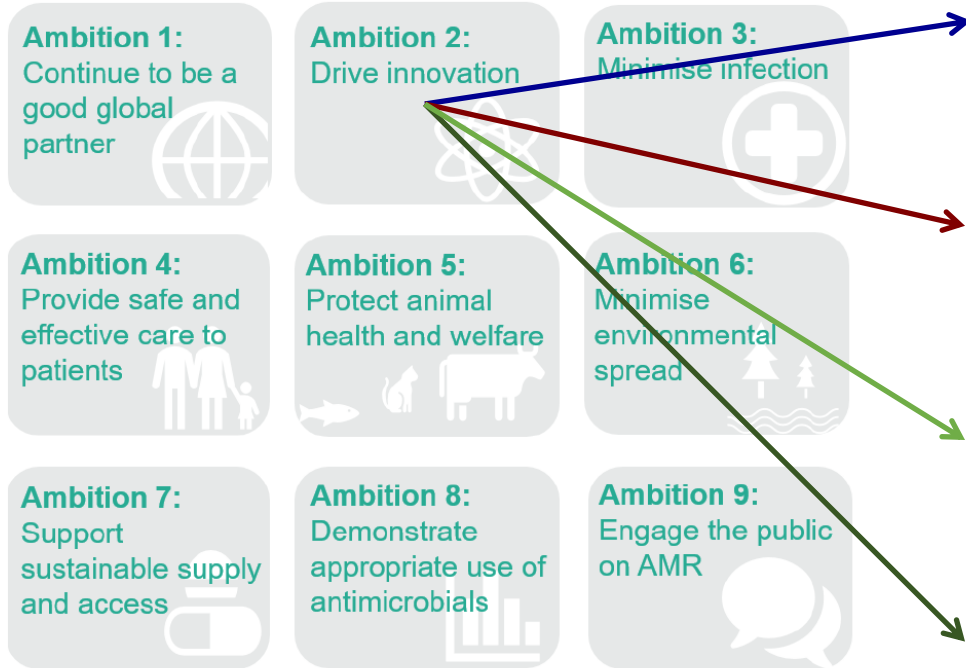 Ambition 1:
Continue to be a
good global
partner
Ambition 2:
Drive innovation
Ambition 3:
Minimise infection
Ambition 4:
Provide safe and
effective care to
patients
Ambition 5:
Protect animal
health and welfare
Ambition 6:
Minimise
environmental
spread
Ambition 7:
Support
sustainable supply
and access
Ambition 8:
Demonstrate
appropriate use of
antimicrobials
Ambition 9:
Engage the public
on AMR